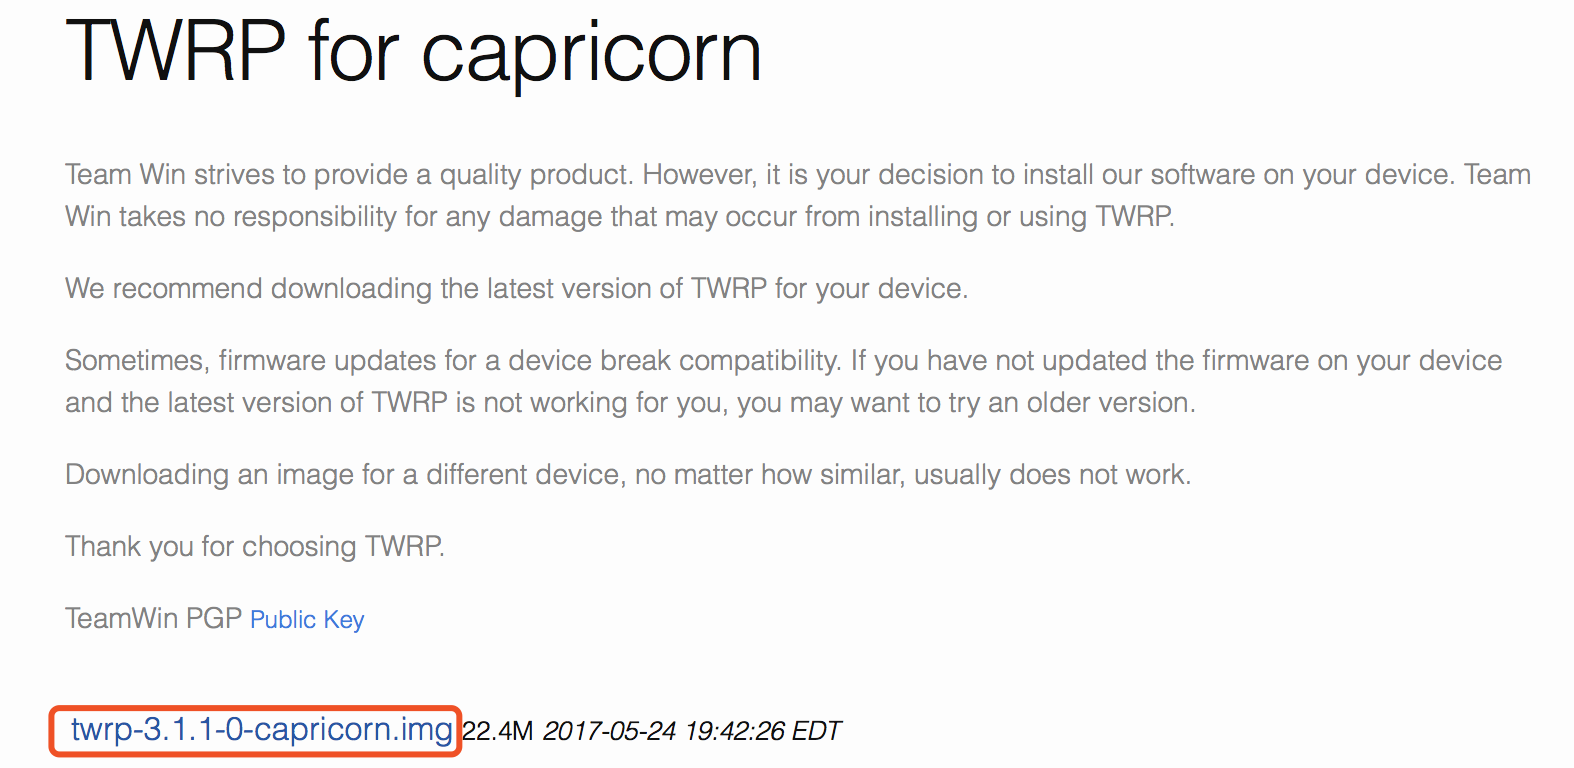 TWRP for capricorn
Team Win strives to provide a quality product. However, it is your decision to install our software on your device. Team
Win takes no responsibility for any damage that may occur from installing or using TWRP.
We recommend downloading the latest version of TWRP for your device.
Sometimes, firmware updates for a device break compatibility. If you have not updated the firmware on your device
and the latest version of TWRP is not working for you, you may want to try an older version.
Downloading an image for a different device, no matter how similar, usually does not work.
Thank you for choosing TWRP.
TeamWin PGP Public Key
twrp-3.1.1-0-capricorn.img 22.4M 2017-05-24 19:42:26 EDT